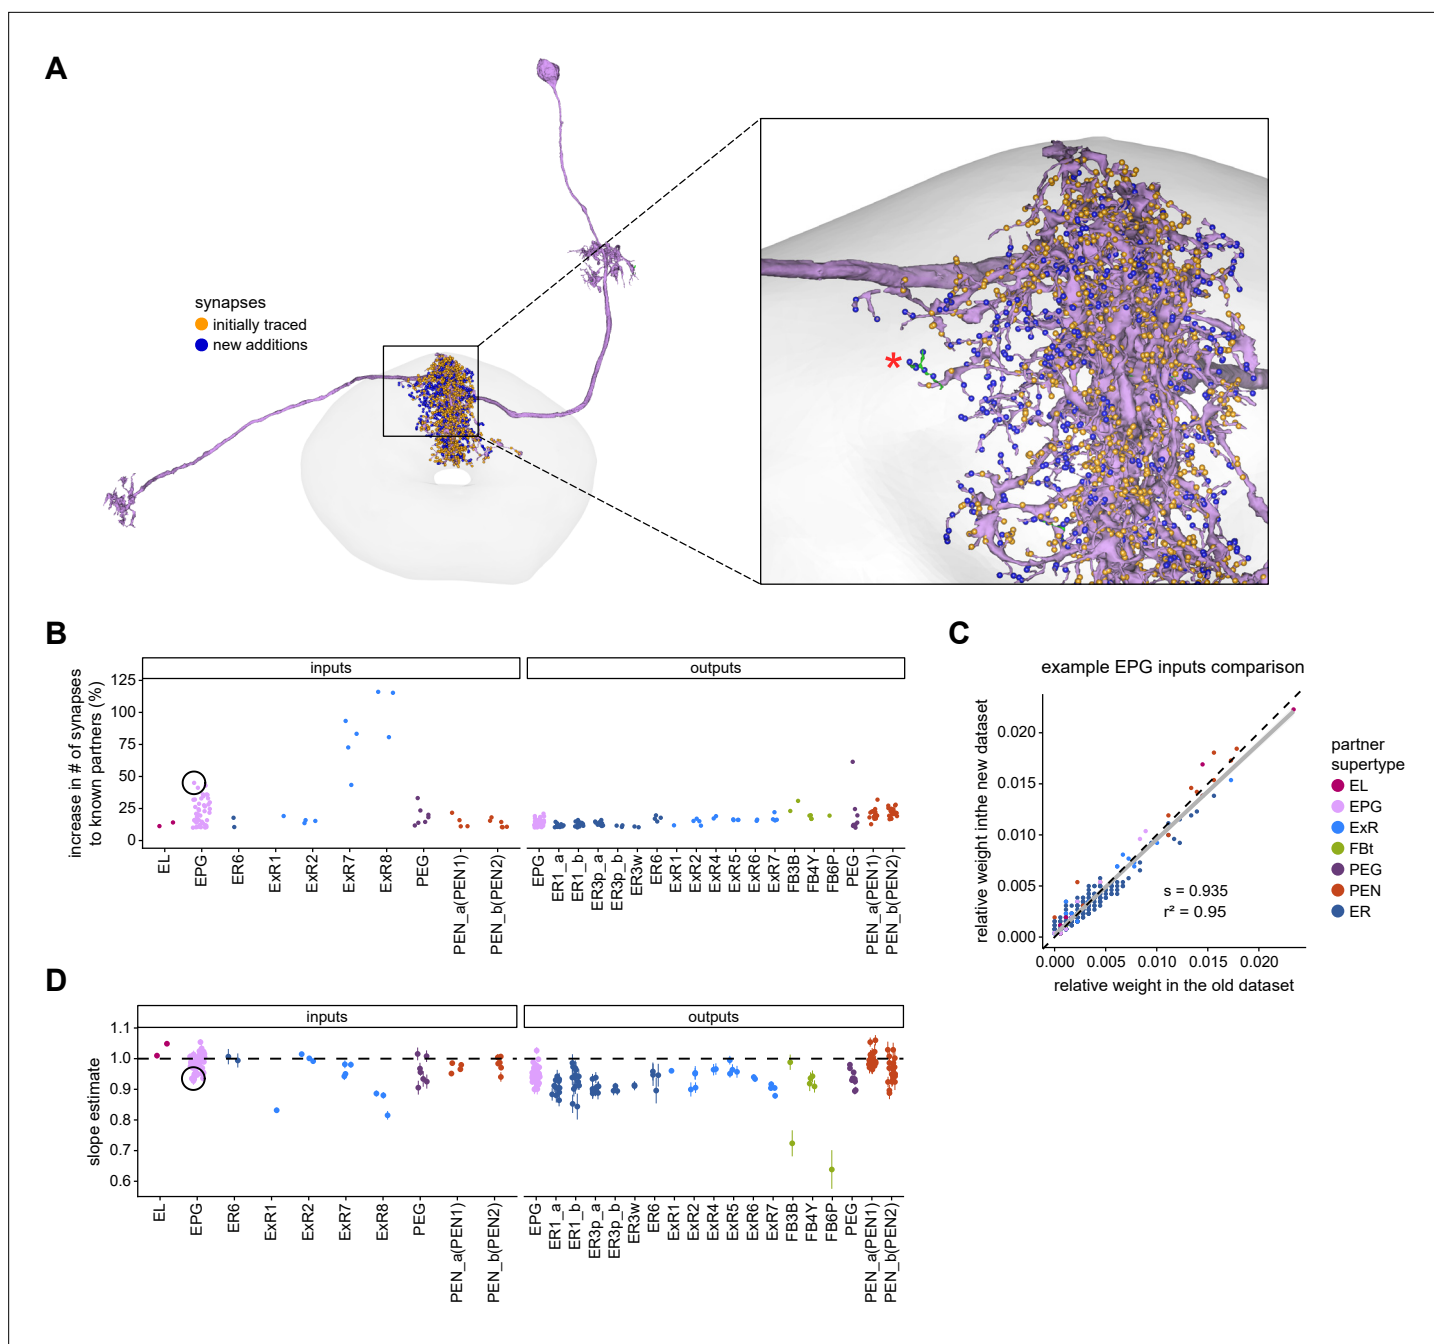 A
synapses
initially traced
new additions
*
B
inputs
outputs
increase in # of synapses
to known partners (%)
125
100
75
50
25
0
EL
EPG
ER6
ExR1
ExR2
ExR7
ExR8
PEG
PEN_a(PEN1)
PEN_b(PEN2)
EPG
ER1_a
ER1_b
ER3p_a
ER3p_b
ER3w
ER6
ExR1
ExR2
ExR4
ExR5
ExR6
ExR7
FB3B
FB4Y
FB6P
PEG
PEN_a(PEN1)
PEN_b(PEN2)
C
example EPG inputs comparison
relative weight inthe new dataset
0.020
0.015
0.010
0.005
0.000
s = 0.935
r² = 0.95
0.000
0.005
0.010
0.015
0.020
relative weight in the old dataset
partner
supertype
EL
EPG
ExR
FBt
PEG
PEN
ER
D
inputs
outputs
slope estimate
1.1
1.0
0.9
0.8
0.7
0.6
EL
EPG
ER6
ExR1
ExR2
ExR7
ExR8
PEG
PEN_a(PEN1)
PEN_b(PEN2)
EPG
ER1_a
ER1_b
ER3p_a
ER3p_b
ER3w
ER6
ExR1
ExR2
ExR4
ExR5
ExR6
ExR7
FB3B
FB4Y
FB6P
PEG
PEN_a(PEN1)
PEN_b(PEN2)